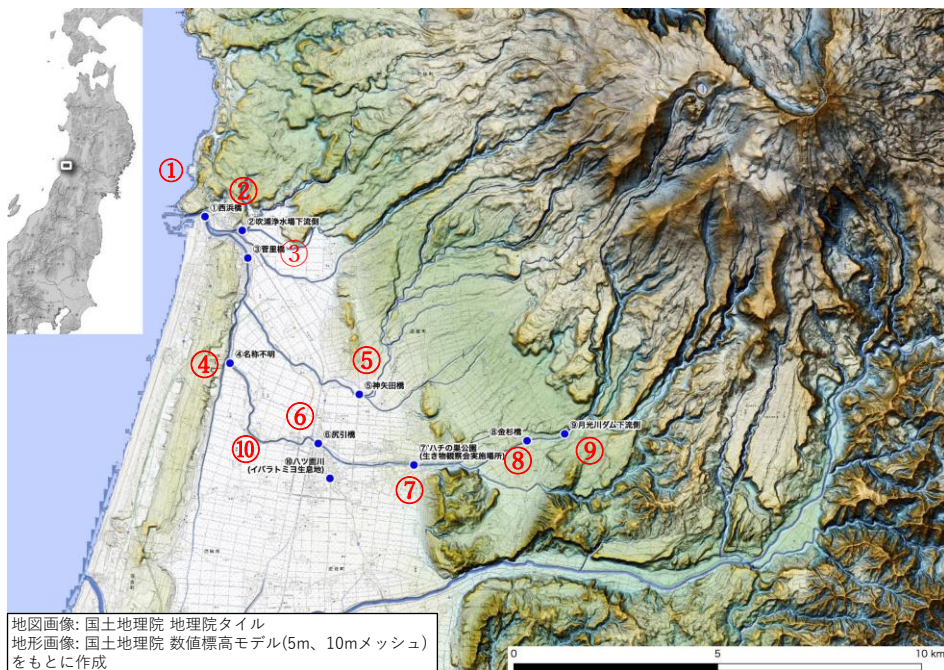 ①
②
①西浜橋
②吹浦浄水場下流側
③菅里橋
③
④
④名称不明
⑤
⑤神矢田橋
⑥
⑥尻引橋
⑩
⑩八ツ面川
(イバラトミヨ生息地)
⑦ハチの巣公園
(生き物観察会実施場所)
⑦
⑧金杉橋
⑧
⑨月光川ダム下流側
⑨
地図画像: 国土地理院 地理院タイル
地形画像: 国土地理院 数値標高モデル(5m、10mメッシュ)
をもとに作成
0
5
10 km